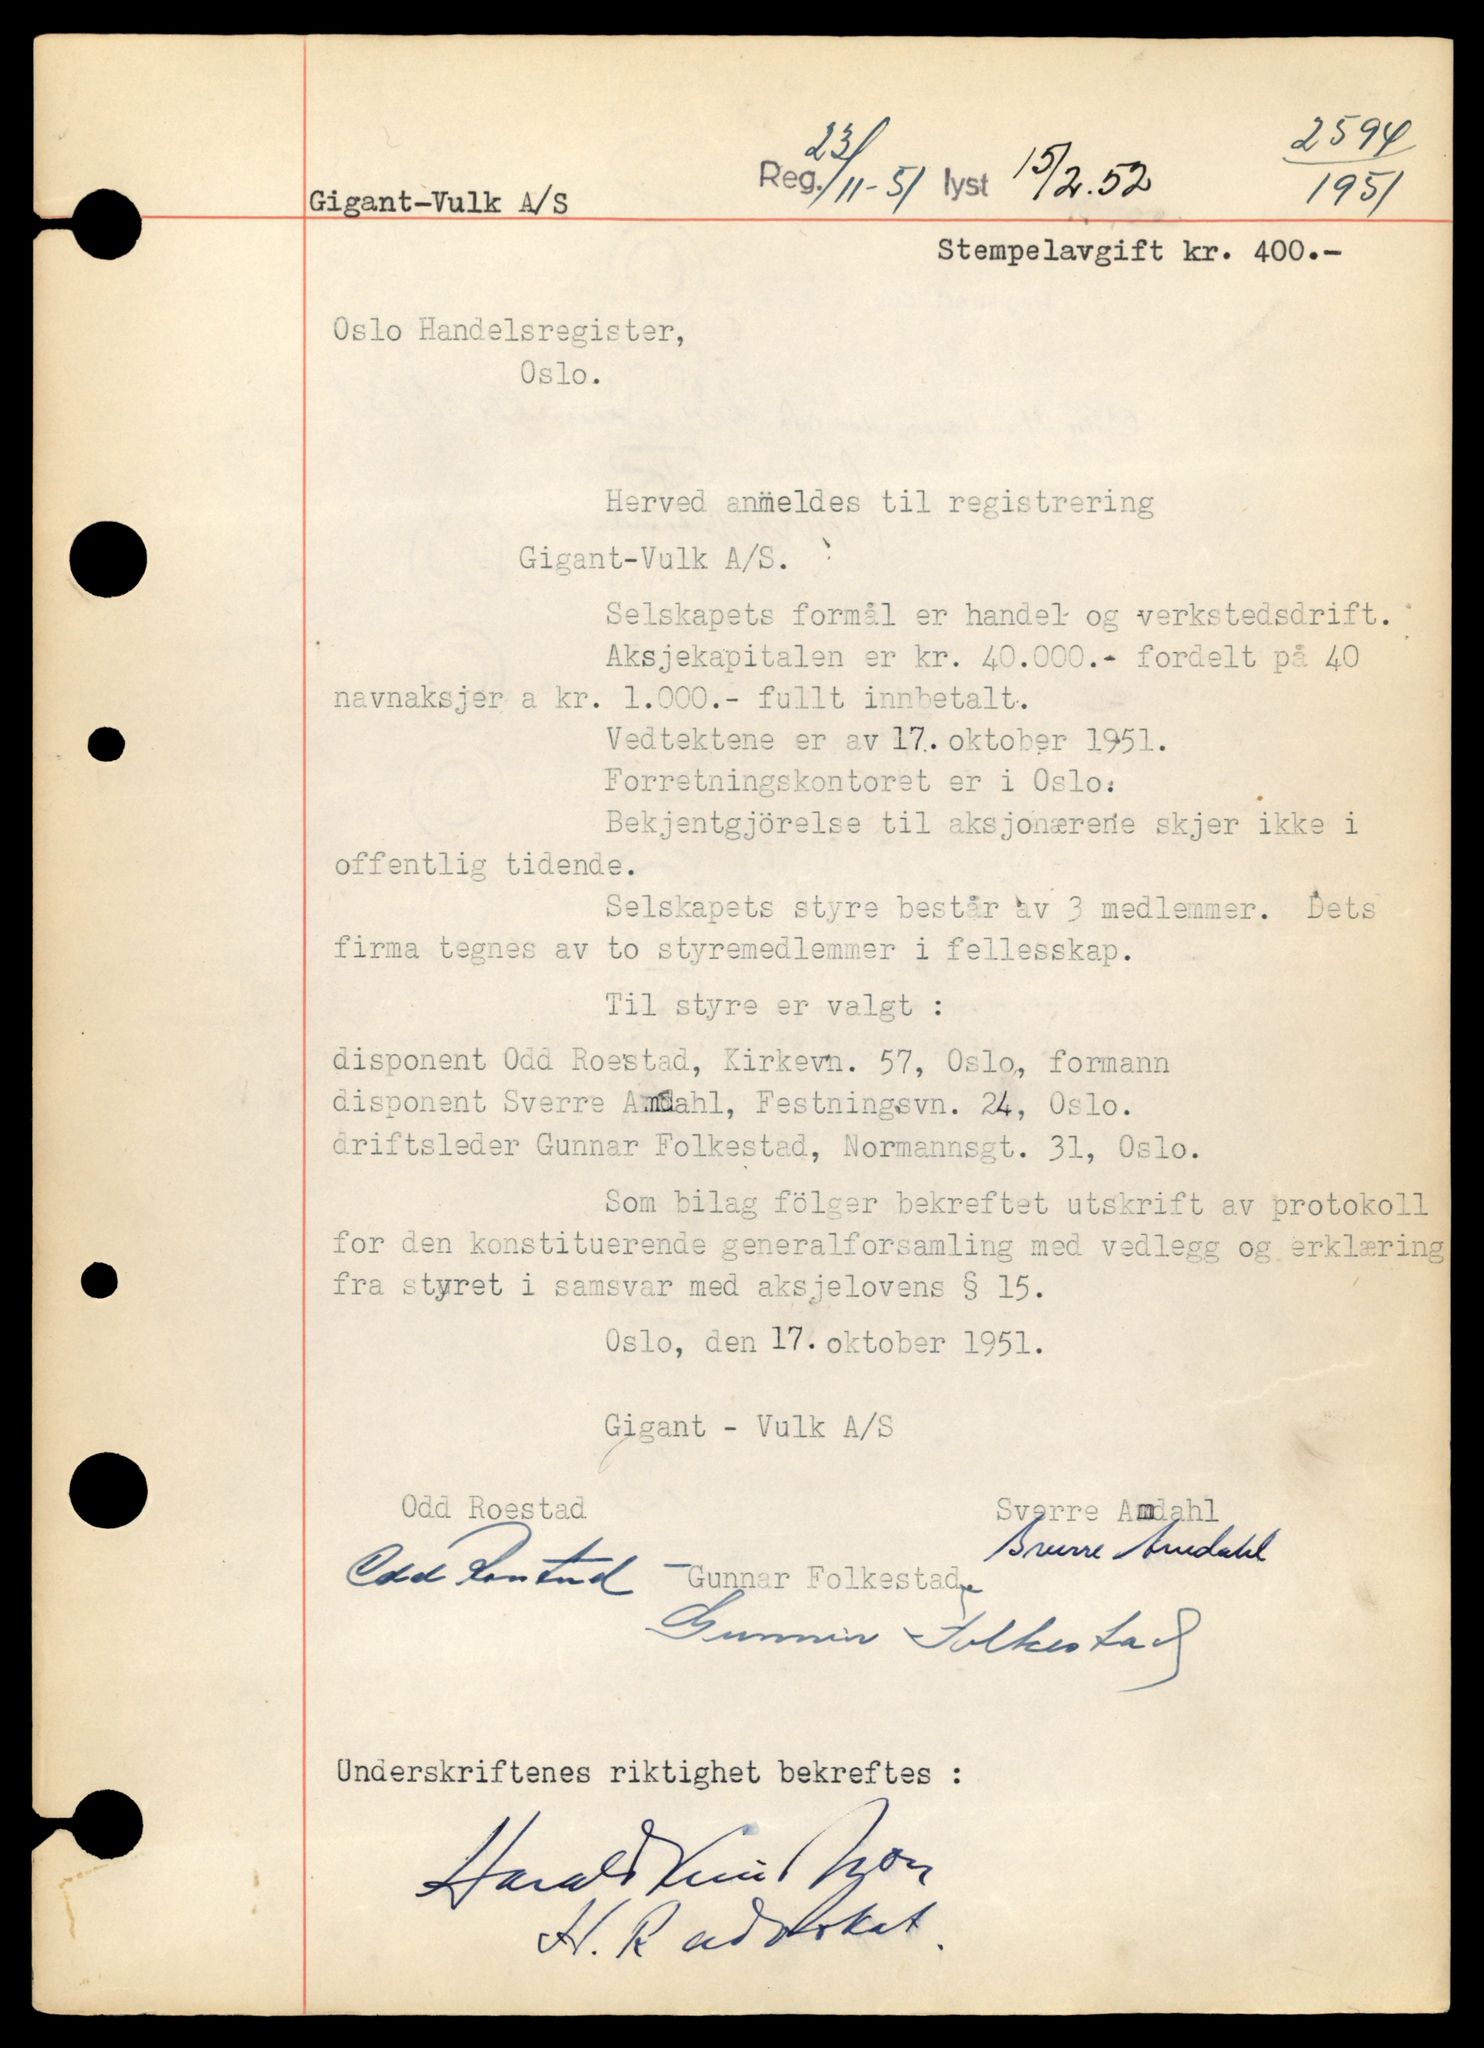 2594
1951
Reg. 23/11-51 lyst 15/2.52
Gigant-Vulk A/S
Stempelavgift kr. 400.-
Oslo Handelsregister,
Oslo.
Herved anmeldes til registrering
Gigant-Vulk A/S.
Selskapets formål er handel og verkstedsdrift.
Aksjekapitalen er kr. 40.000.- fordelt på 40
navnaksjer a kr. 1.000.- fullt innbetalt.
Vedtektene er av 17. oktober 1951.
Forretningskontoret er i Oslo.
Bekjentgjörelse til aksjonærene skjer ikke i
offentlig tidende.
Selskapets styre består av 3 medlemmer. Dets
firma tegnes av to styremedlemmer i fellesskap.
Til styre er valgt :
disponent Odd Roestad, Kirkevn. 57, Oslo, formann
disponent Sverre Amdahl, Festningsvn. 24, Oslo.
driftsleder Gunnar Folkestad, Normannsgt. 31, Oslo.
Som bilag fölger bekreftet utskrift av protokoll
for den konstituerende generalforsamling med vedlegg og erklæring
fra styret i samsvar med aksjelovens § 15.
Oslo, den 17. oktober 1951.
Gigant - Vulk A/S
Odd Roestad Sverre Amdahl
Sverre Amdahl
Odd Roestad Gunnar Folkestad
Gunnar Folkestad
Underskriftenes riktighet bekreftes :
Harald
H. R advokat.